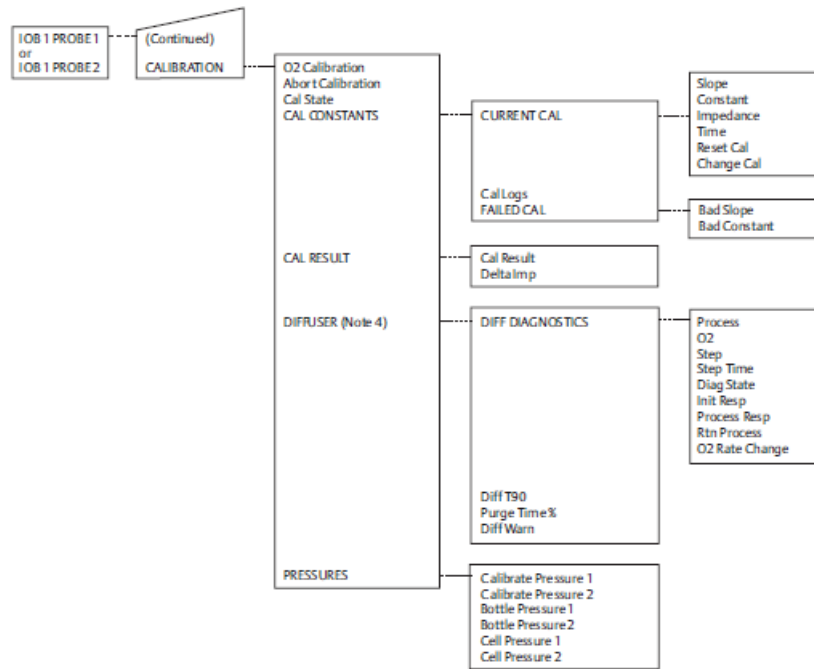 IOB 1 PROBE 1
or
IOB 1 PROBE 2
(Continued)
CALIBRATION
O2 Calibration
Abort Calibration
Cal State
CAL CONSTANTS
CAL RESULT
DIFFUSER (Note 4)
PRESSURES
CURRENT CAL
Cal Logs
FAILED CAL
Cal Result
Delta Imp
DIFF DIAGNOSTICS
Diff T90
Purge Time %
Diff Warn
Calibrate Pressure 1
Calibrate Pressure 2
Bottle Pressure 1
Bottle Pressure 2
Cell Pressure 1
Cell Pressure 2
Slope
Constant
Impedance
Time
Reset Cal
Change Cal
Bad Slope
Bad Constant
Process
O2
Step
Step Time
Diag State
Init Resp
Process Resp
Rtn Process
O2 Rate Change